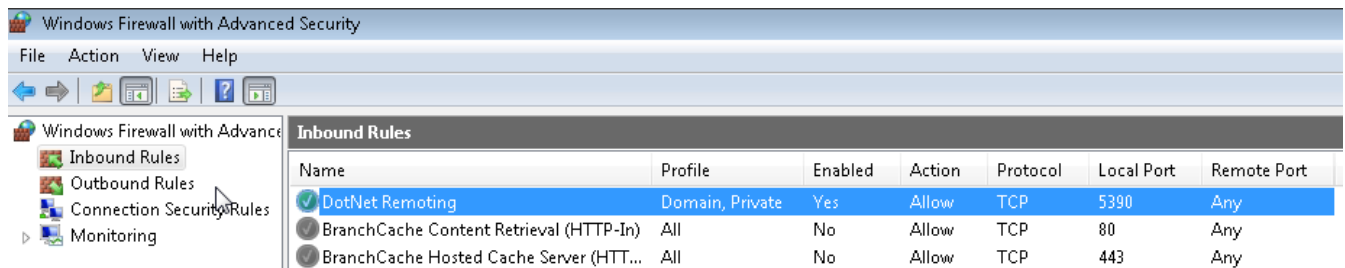 Windows Firewall with Advanced Security
File Action View Help
Windows Firewall with Advance
Inbound Rules
Outbound Rules
Connection Security Rules
Monitoring
Inbound Rules
Name Profile Enabled Action Protocol Local Port Remote Port
DotNet Remoting Domain, Private Yes Allow TCP 5390 Any
BranchCache Content Retrieval (HTTP-In) All No Allow TCP 80 Any
BranchCache Hosted Cache Server (HTT... All No Allow TCP 443 Any